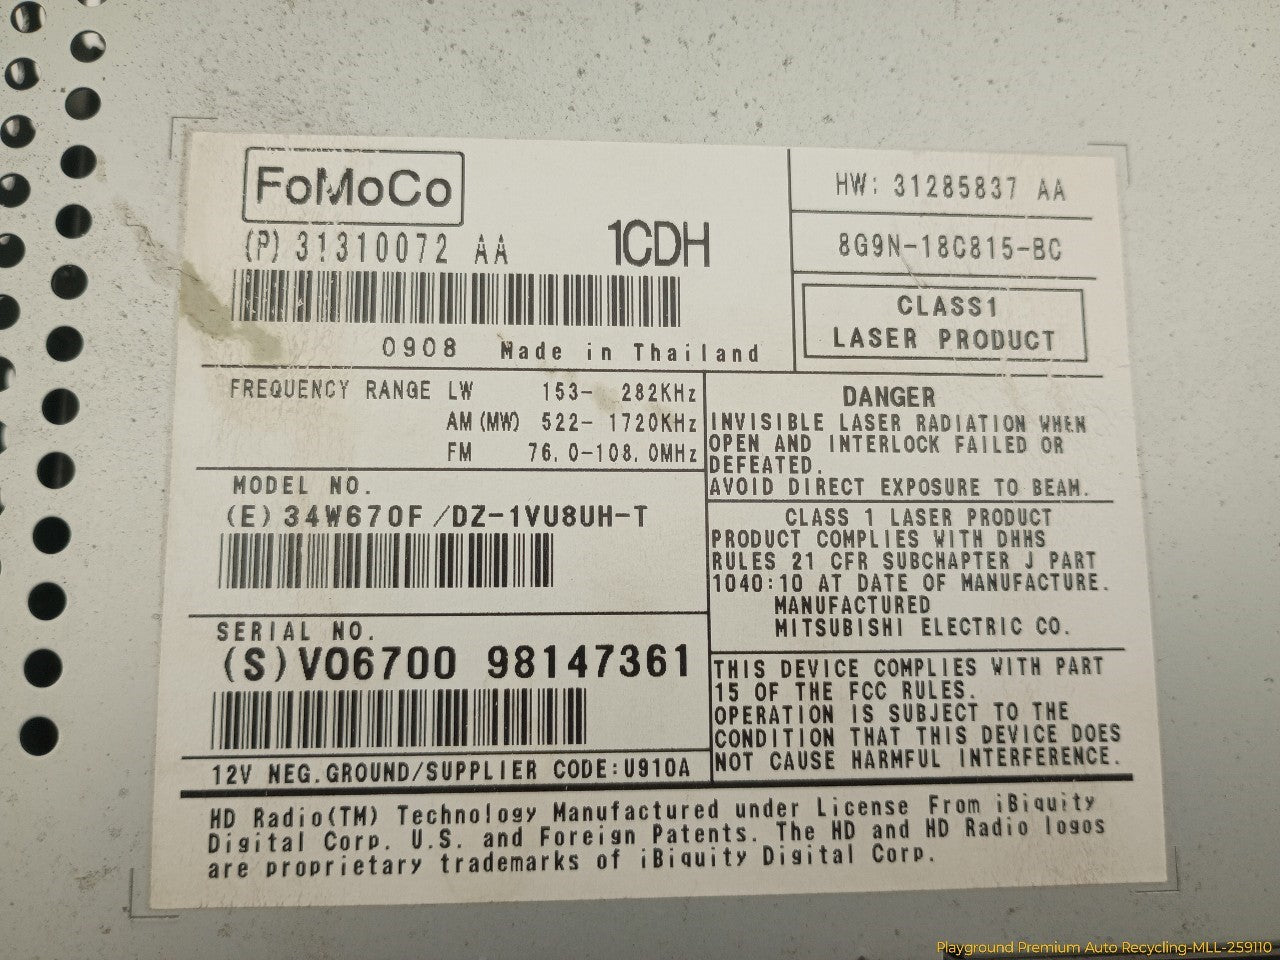 FoMoCo
(P) 31310072 AA 1CDH
0908 Made in Thailand
HW: 31285837 AA
8G9N-18C815-BC
CLASS1
LASER PRODUCT
FREQUENCY RANGE LW 153- 282KHz
AM (MW) 522- 1720KHz
FM 76.0-108.0MHz
DANGER
INVISIBLE LASER RADIATION WHEN
OPEN AND INTERLOCK FAILED OR
DEFEATED.
AVOID DIRECT EXPOSURE TO BEAM.
MODEL NO.
(E) 34W670F /DZ-1VU8UH-T
CLASS 1 LASER PRODUCT
PRODUCT COMPLIES WITH DHHS
RULES 21 CFR SUBCHAPTER J PART
1040:10 AT DATE OF MANUFACTURE.
MANUFACTURED
MITSUBISHI ELECTRIC CO.
SERIAL NO.
(S) VO6700 98147361
THIS DEVICE COMPLIES WITH PART
15 OF THE FCC RULES.
OPERATION IS SUBJECT TO THE
CONDITION THAT THIS DEVICE DOES
NOT CAUSE HARMFUL INTERFERENCE.
12V NEG.GROUND/SUPPLIER CODE:U910A
HD Radio(TM) Technology Manufactured under License From iBiquity
Digital Corp. U.S. and Foreign Patents. The HD and HD Radio logos
are proprietary trademarks of iBiquity Digital Corp.
Playground Premium Auto Recycling-MLL-259110